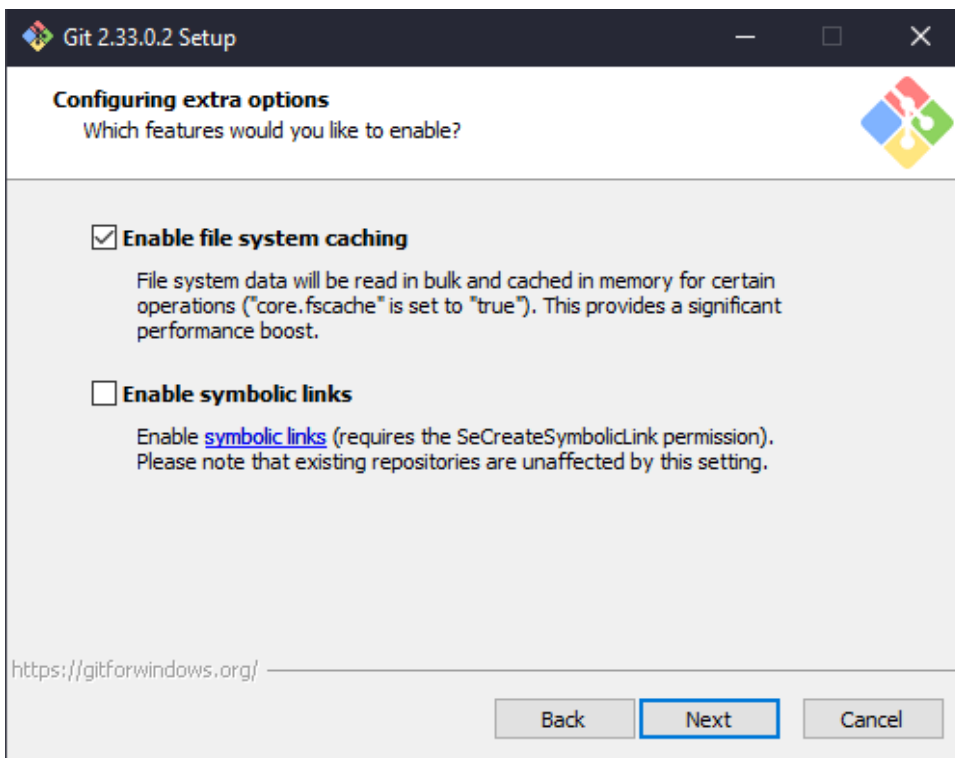 Git 2.33.0.2 Setup
Configuring extra options
Which features would you like to enable?
Enable file system caching
File system data will be read in bulk and cached in memory for certain
operations ("core.fscache" is set to "true"). This provides a significant
performance boost.
Enable symbolic links
Enable symbolic links (requires the SeCreateSymbolicLink permission).
Please note that existing repositories are unaffected by this setting.
https://gitforwindows.org/
Back Next Cancel